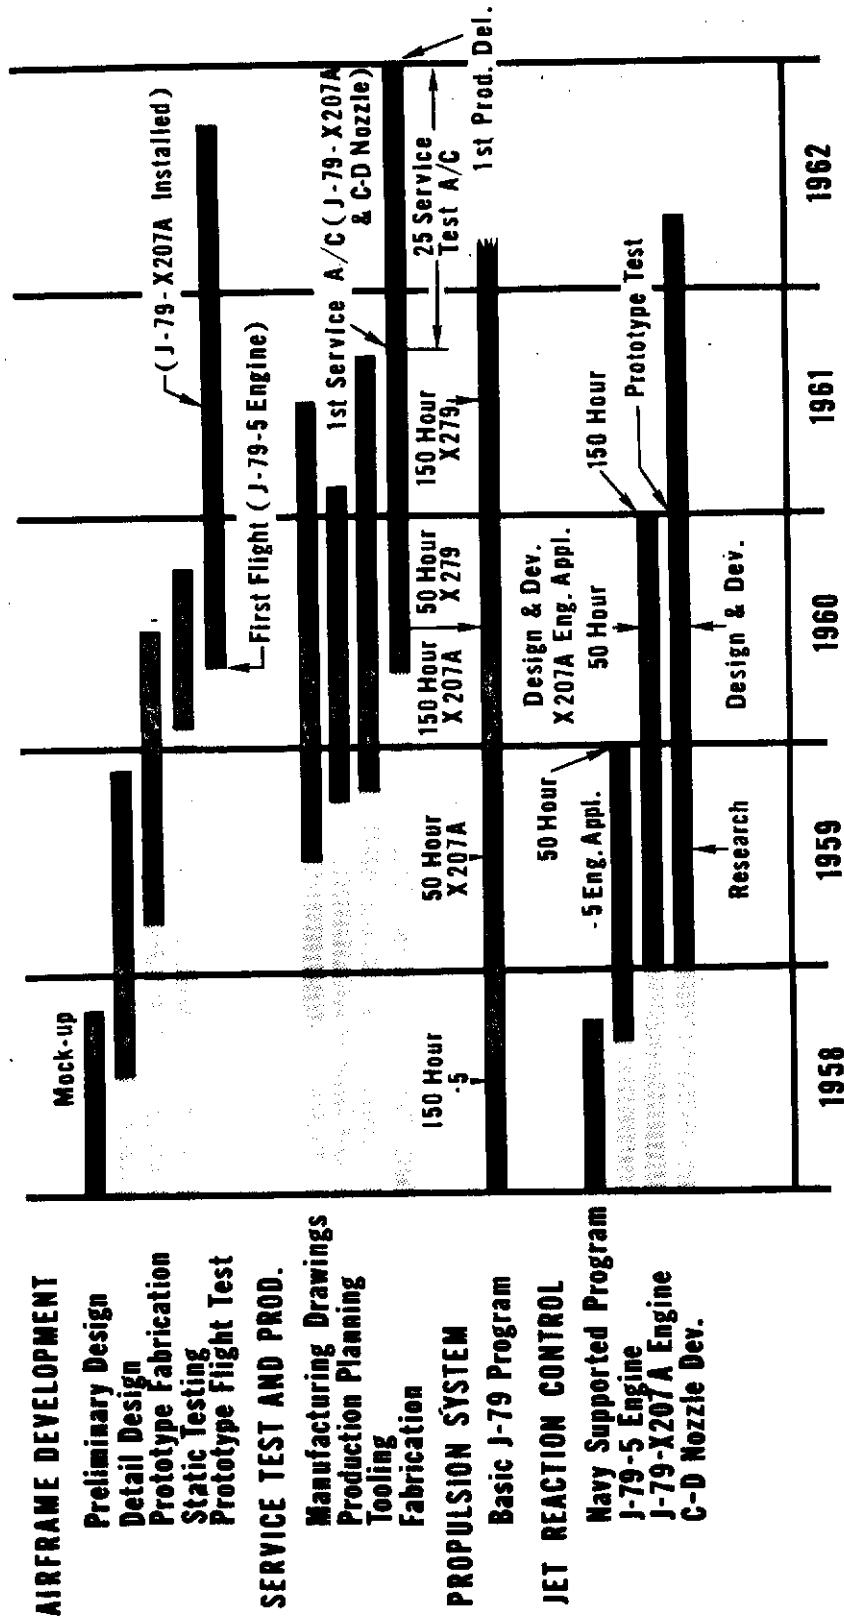 AIRFRAME DEVELOPMENT
Preliminary Design
Detail Design
Prototype Fabrication
Static Testing
Prototype Flight Test
SERVICE TEST AND PROD.
Manufacturing Drawings
Production Planning
Tooling
Fabrication
PROPULSION SYSTEM
Basic J-79 Program
JET REACTION CONTROL
Navy Supported Program
J-79-5 Engine
J-79-X207A Engine
C-D Nozzle Dev.
Mock-up
(J-79-X207A Installed)
First Flight (J-79-5 Engine)
1st Service A/C (J-79-X207A
& C-D Nozzle)
25 Service
Test A/C
1st Prod. Del.
150 Hour
-5
50 Hour
X207A
150 Hour
X207A
50 Hour
X279
150 Hour
X279
50 Hour
-5 Eng. Appl.
Design & Dev.
X207A Eng. Appl.
50 Hour
150 Hour
Prototype Test
Research
Design & Dev.
1958
1959
1960
1961
1962